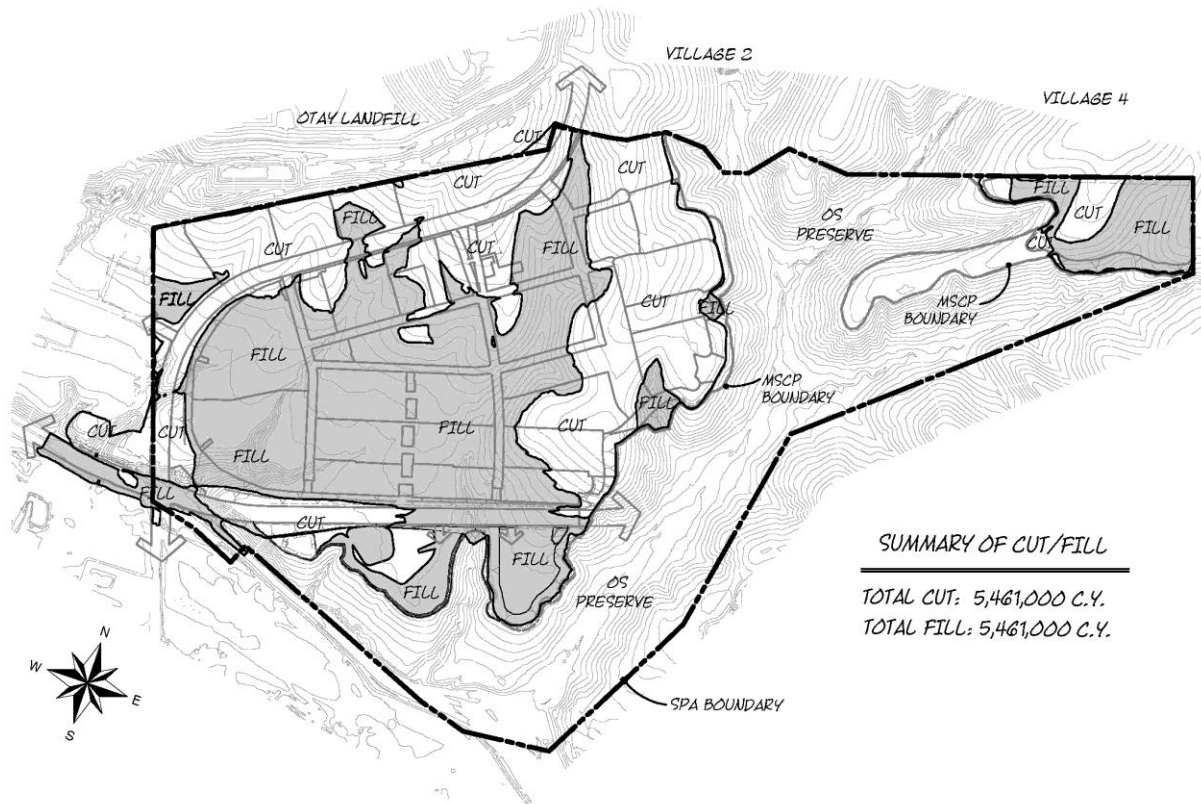 VILLAGE 2
VILLAGE 4
OTAY LANDFILL
CUT
CUT
CUT
FILL
CUT
FILL
CUT
CUT
FILL
FILL
OS
PRESERVE
CUT
FILL
CUT
MSCP
BOUNDARY
CUT
FILL
FILL
FILL
MSCP
BOUNDARY
FILL
FILL
CUT
CUT
CUT
FILL
FILL
CUT
FILL
FILL
OS
PRESERVE
SUMMARY OF CUT/FILL
TOTAL CUT: 5,461,000 C.Y.
TOTAL FILL: 5,461,000 C.Y.
N
W
E
S
SPA BOUNDARY